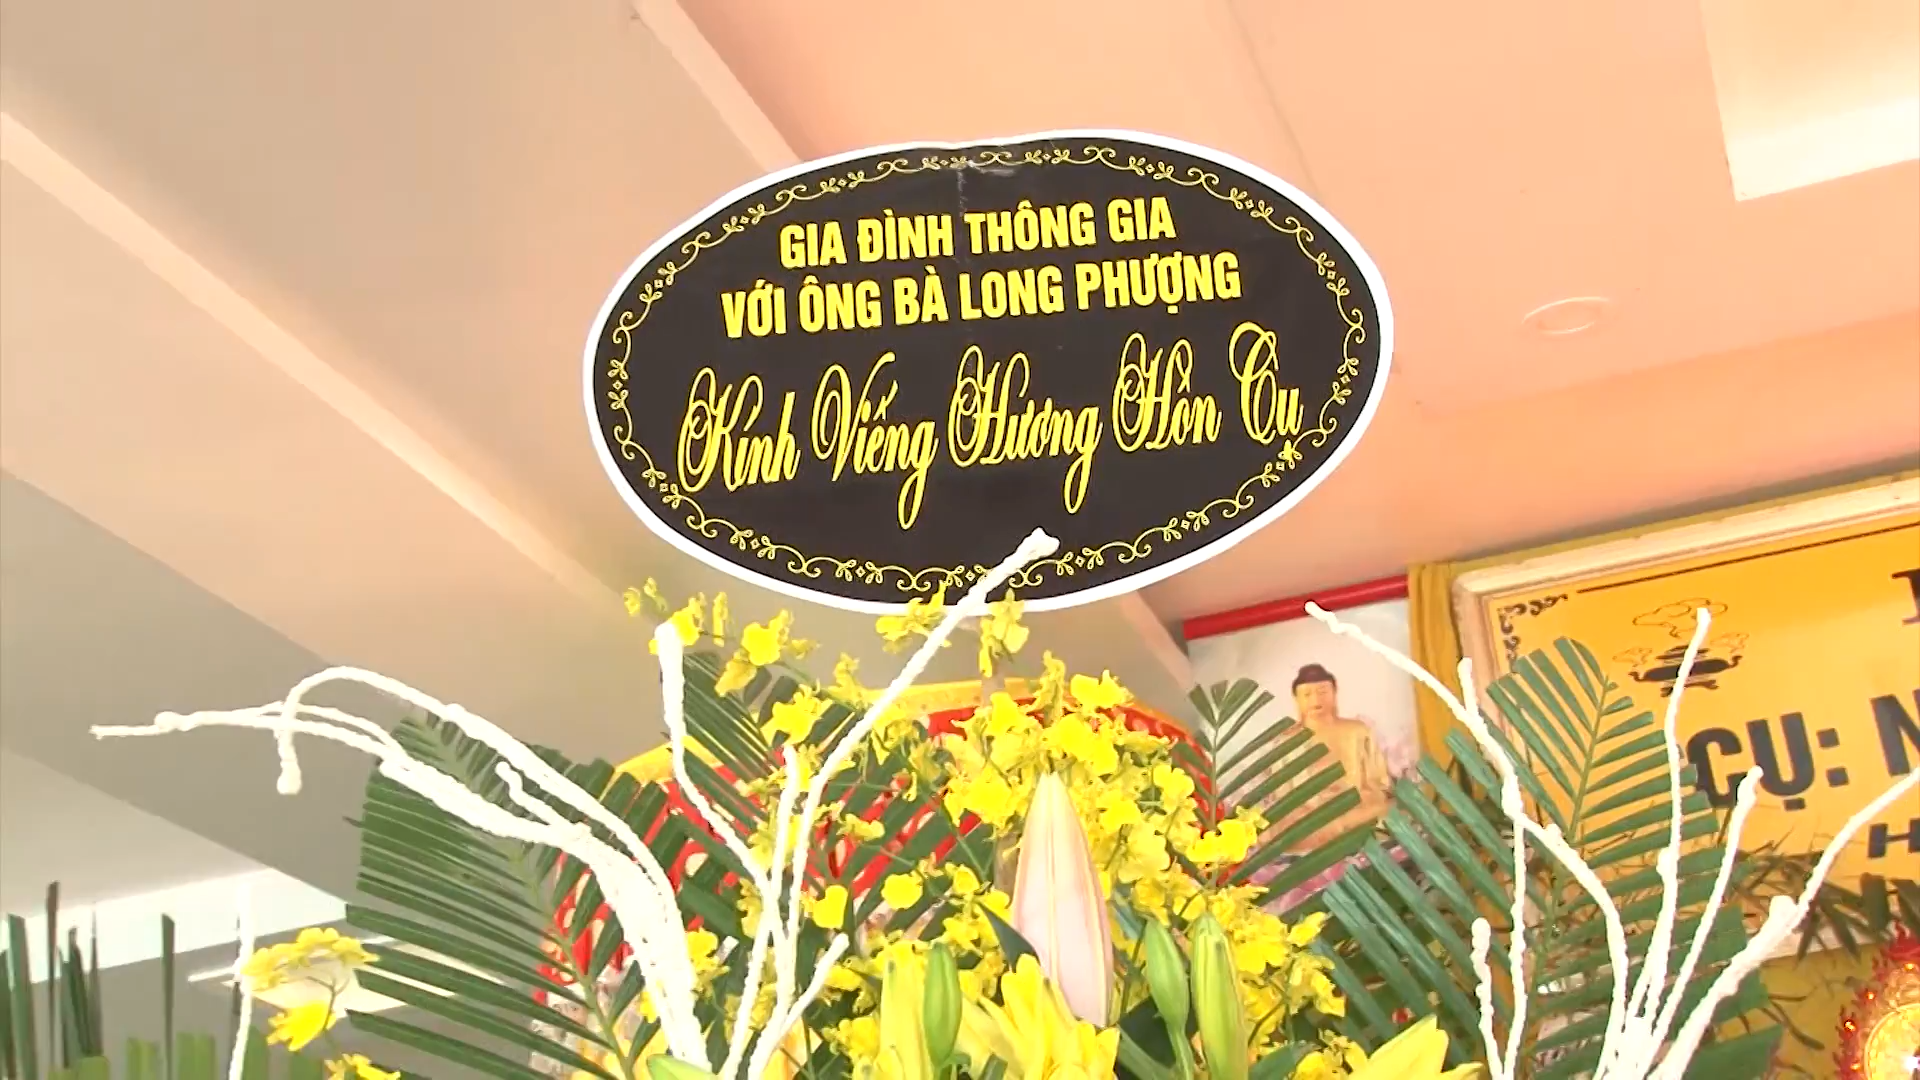 GIA ĐÌNH THÔNG GIA
VỚI ÔNG BÀ LONG PHƯỢNG
Kính Viếng Hương Hồn Cụ
CỤ: